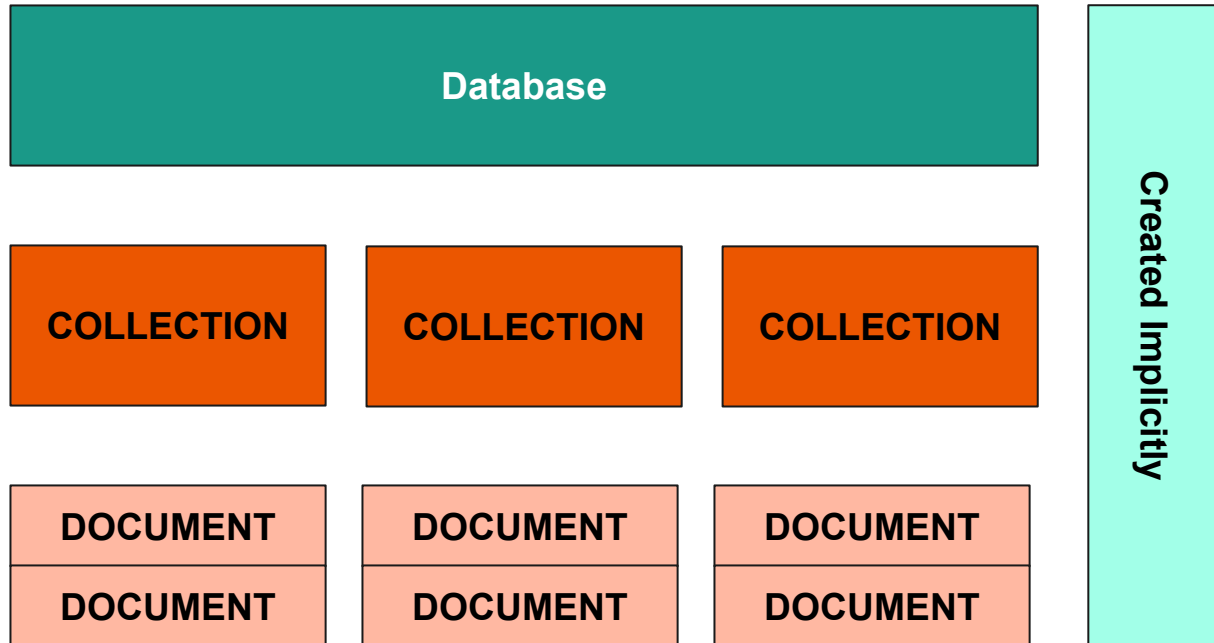 Database
COLLECTION
COLLECTION
COLLECTION
DOCUMENT
DOCUMENT
DOCUMENT
DOCUMENT
DOCUMENT
DOCUMENT
Created Implicitly